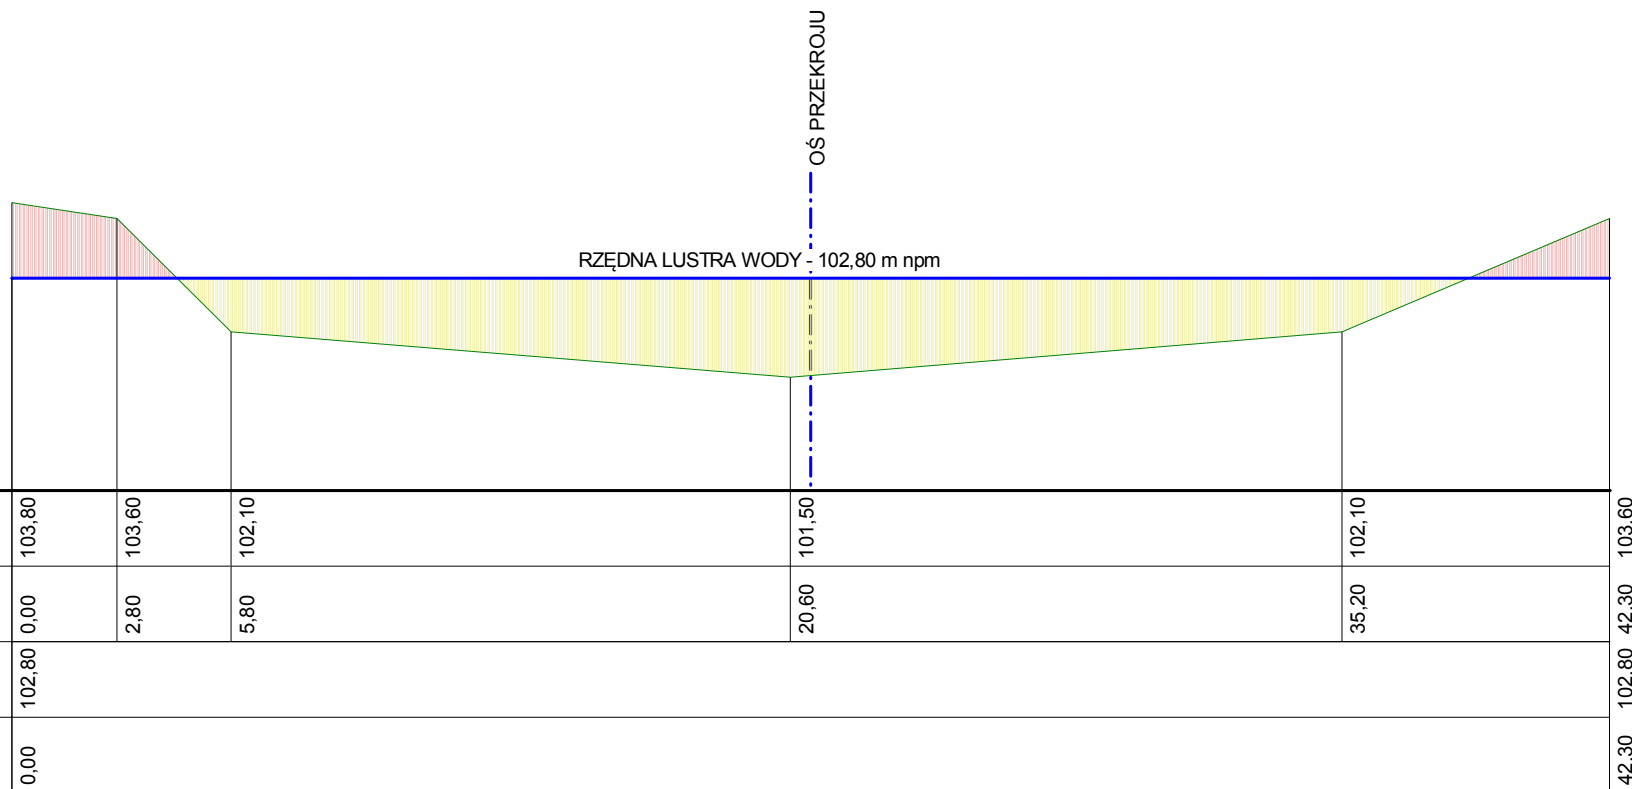 OŚ PRZEKROJU
RZĘDNA LUSTRA WODY - 102,80 m npm
103,80 103,60 102,10 101,50 102,10 103,60
0,00 2,80 5,80 20,60 35,20 42,30
102,80 102,80
0,00 42,30